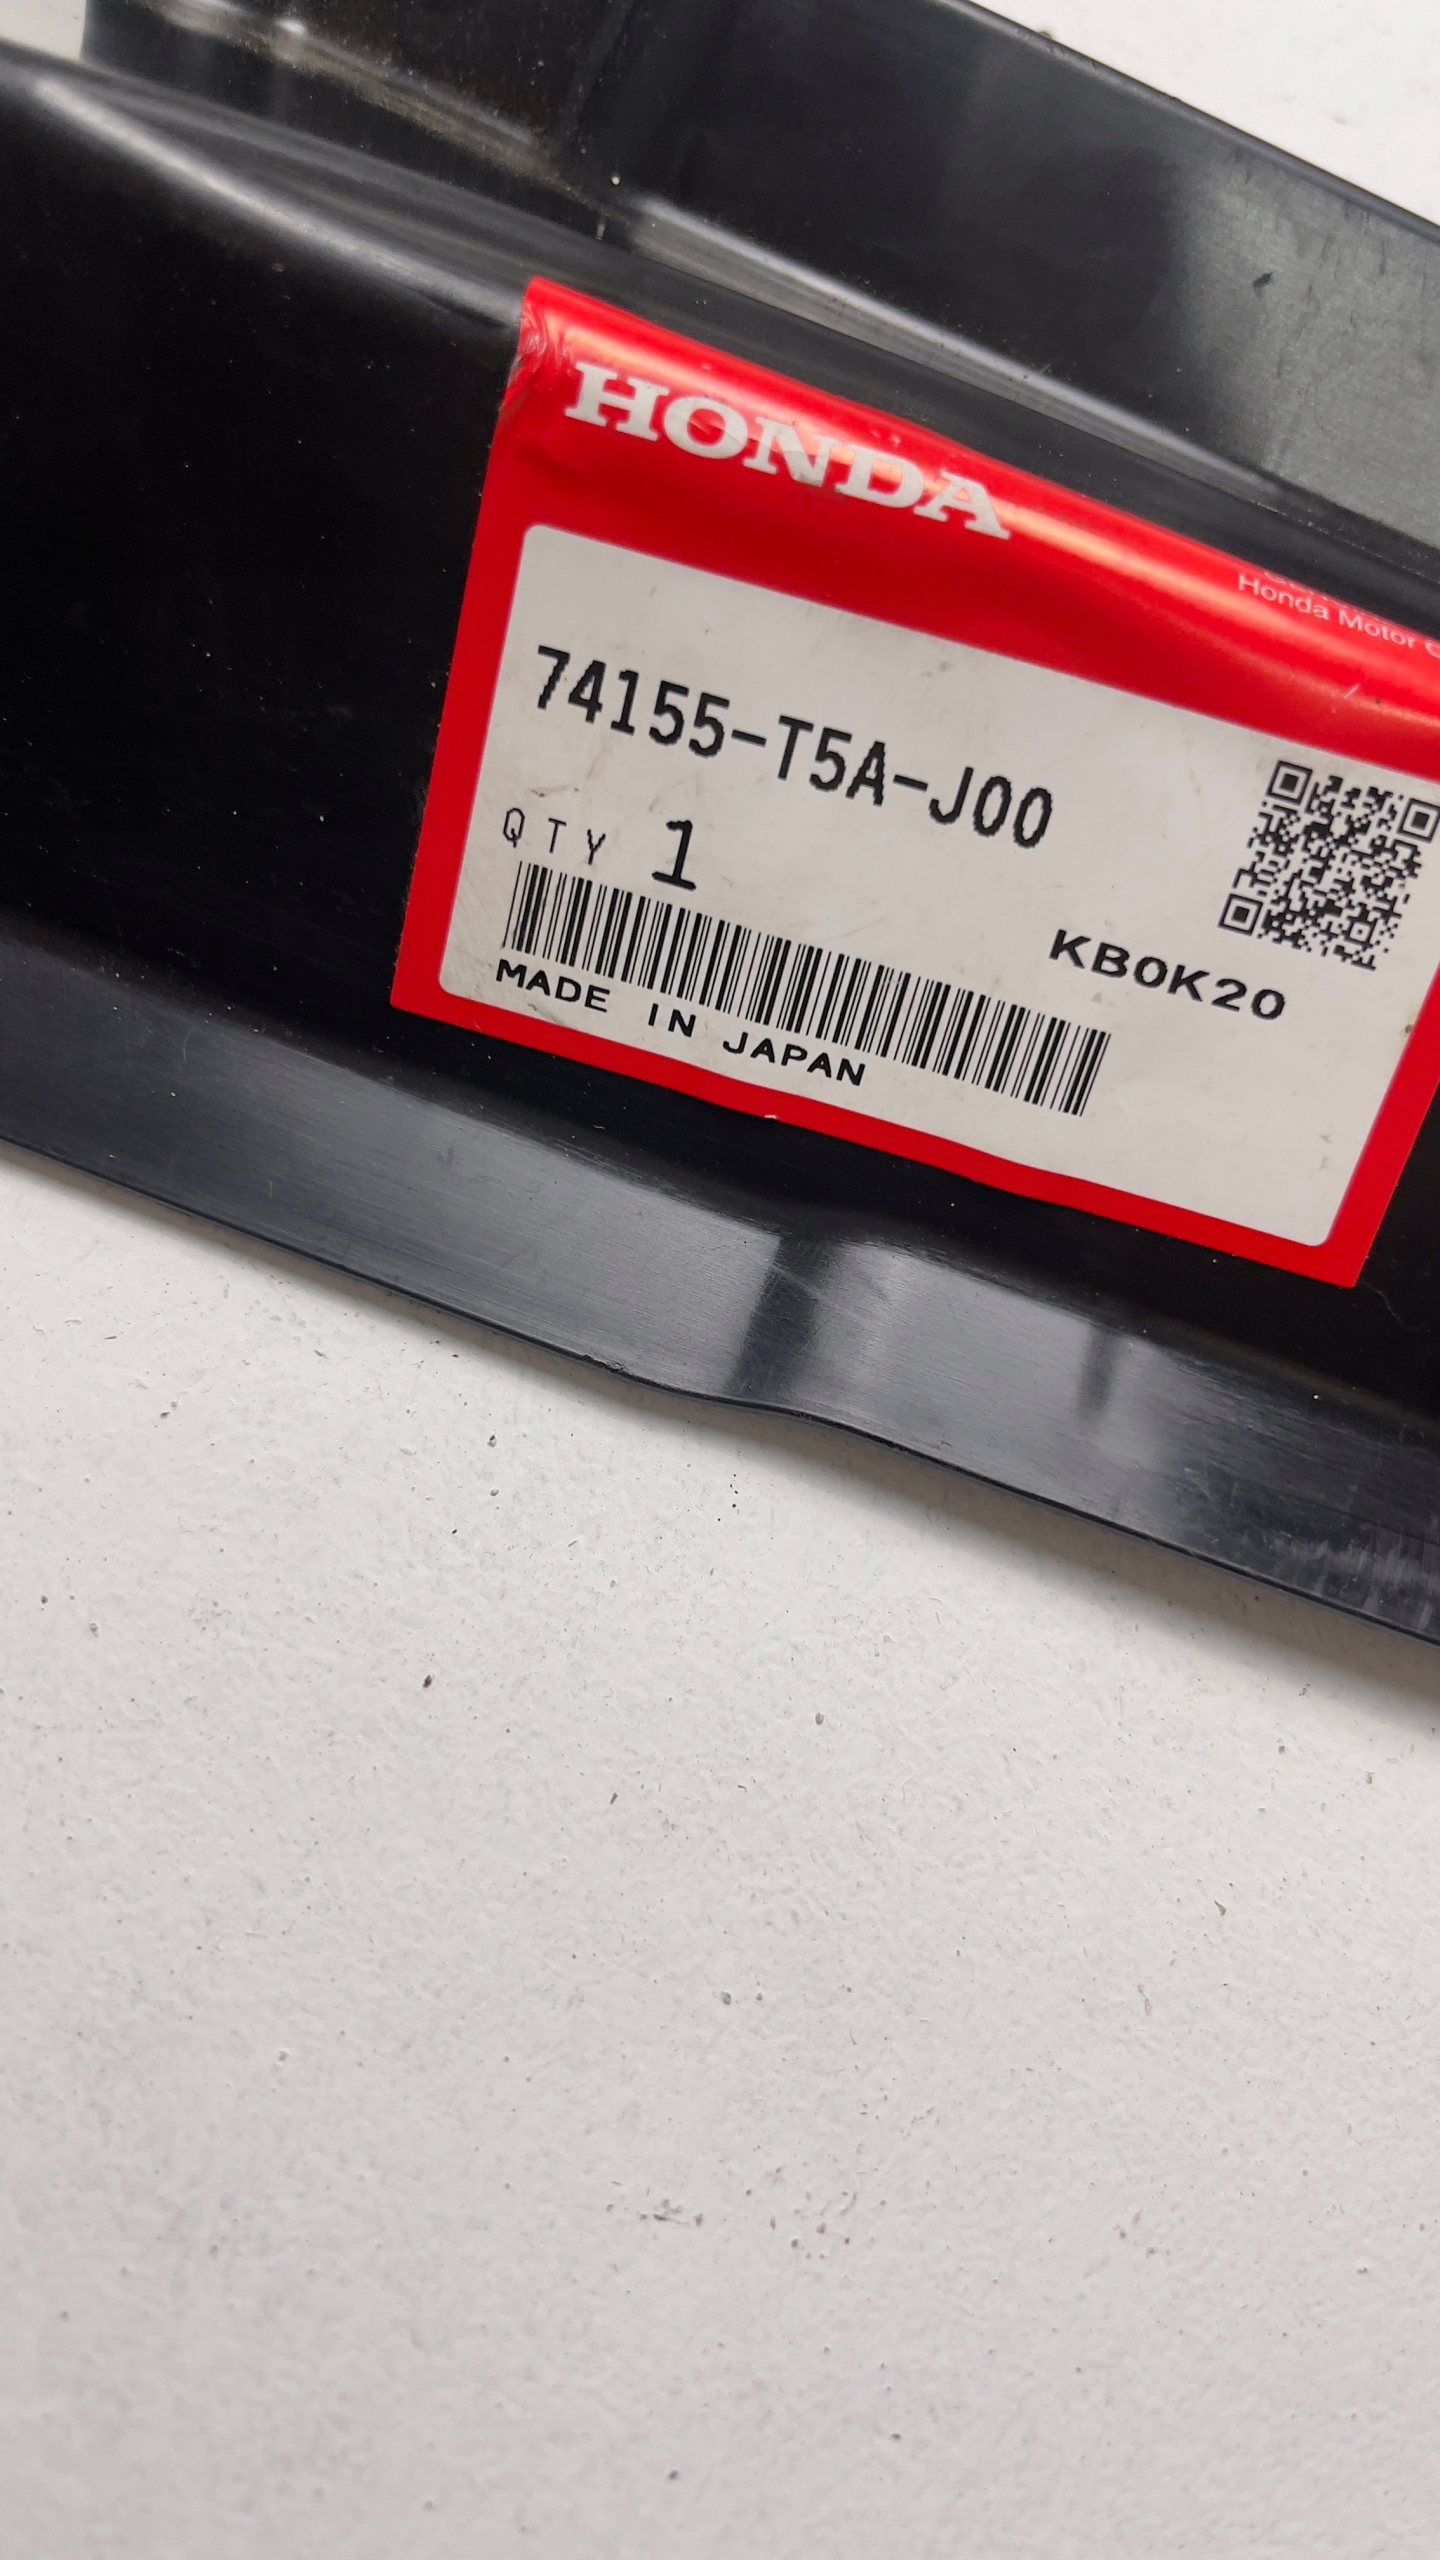 HONDA
Honda Motor
74155-T5A-J00
QTY 1
KB0K20
MADE IN JAPAN